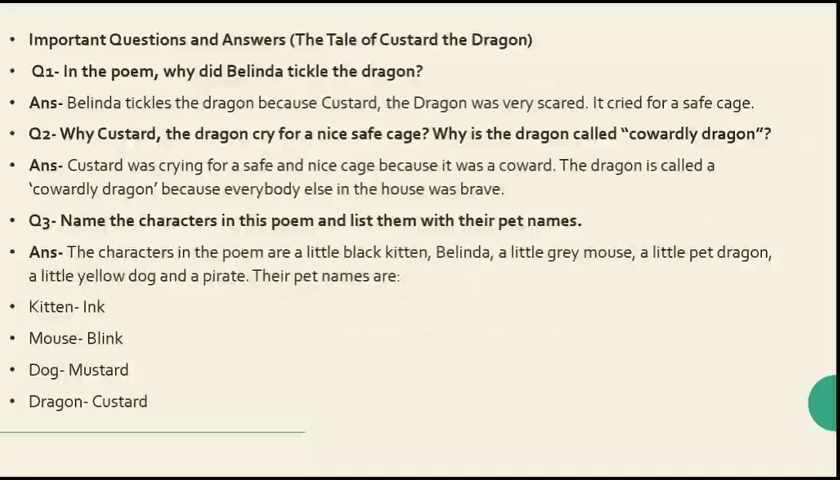 • Important Questions and Answers (The Tale of Custard the Dragon)
• Q1- In the poem, why did Belinda tickle the dragon?
• Ans- Belinda tickles the dragon because Custard, the Dragon was very scared. It cried for a safe cage.
• Q2- Why Custard, the dragon cry for a nice safe cage? Why is the dragon called “cowardly dragon”?
• Ans- Custard was crying for a safe and nice cage because it was a coward. The dragon is called a
‘cowardly dragon’ because everybody else in the house was brave.
• Q3- Name the characters in this poem and list them with their pet names.
• Ans- The characters in the poem are a little black kitten, Belinda, a little grey mouse, a little pet dragon,
a little yellow dog and a pirate. Their pet names are:
• Kitten- Ink
• Mouse- Blink
• Dog- Mustard
• Dragon- Custard